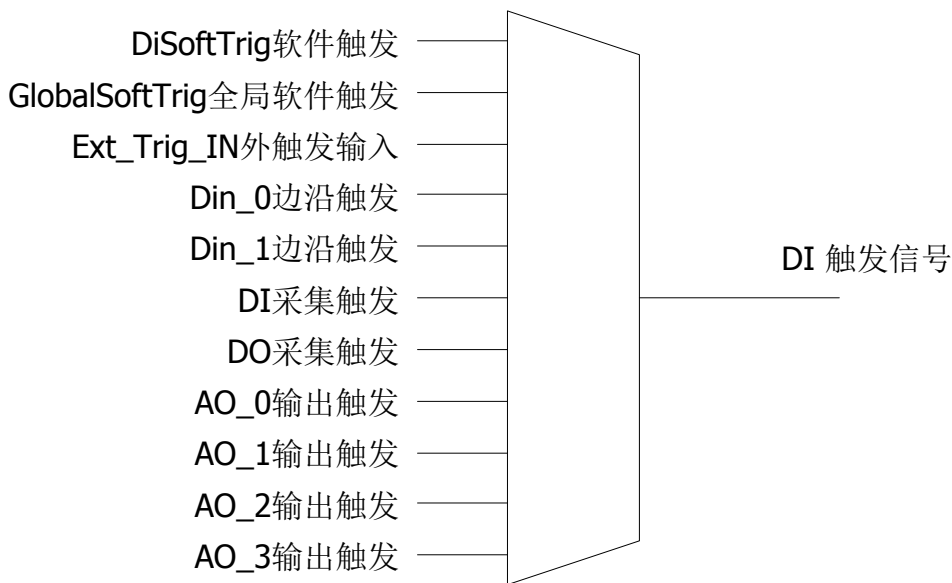 DiSoftTrig软件触发
GlobalSoftTrig全局软件触发
Ext_Trig_IN外触发输入
Din_0边沿触发
Din_1边沿触发
DI 触发信号
DI采集触发
DO采集触发
AO_0输出触发
AO_1输出触发
AO_2输出触发
AO_3输出触发